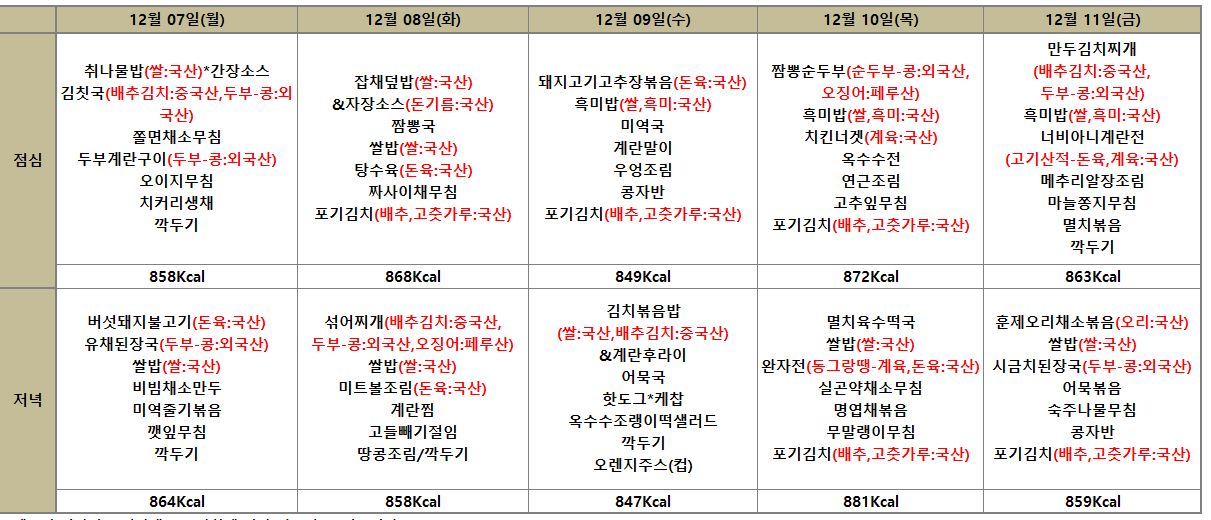 12월 07일(월)
12월 08일(화)
12월 09일(수)
12월 10일(목)
12월 11일(금)
점심
취나물밥(쌀:국산)*간장소스
김칫국(배추김치:중국산,두부-콩:외
국산)
쫄면채소무침
두부계란구이(두부-콩:외국산)
오이지무침
치커리생채
깍두기
잡채덮밥(쌀:국산)
&자장소스(돈기름:국산)
짬뽕국
쌀밥(쌀:국산)
탕수육(돈육:국산)
짜사이채무침
포기김치(배추,고춧가루:국산)
돼지고기고추장볶음(돈육:국산)
흑미밥(쌀,흑미:국산)
미역국
계란말이
우엉조림
콩자반
포기김치(배추,고춧가루:국산)
짬뽕순두부(순두부-콩:외국산,
오징어:페루산)
흑미밥(쌀,흑미:국산)
치킨너겟(계육:국산)
옥수수전
연근조림
고추잎무침
포기김치(배추,고춧가루:국산)
만두김치찌개
(배추김치:중국산,
두부-콩:외국산)
흑미밥(쌀,흑미:국산)
너비아니계란전
(고기산적-돈육,계육:국산)
메추리알장조림
마늘쫑지무침
멸치볶음
깍두기
858Kcal
868Kcal
849Kcal
872Kcal
863Kcal
저녁
버섯돼지불고기(돈육:국산)
유채된장국(두부-콩:외국산)
쌀밥(쌀:국산)
비빔채소만두
미역줄기볶음
깻잎무침
깍두기
섞어찌개(배추김치:중국산,
두부-콩:외국산,오징어:페루산)
쌀밥(쌀:국산)
미트볼조림(돈육:국산)
계란찜
고들빼기절임
땅콩조림/깍두기
김치볶음밥
(쌀:국산,배추김치:중국산)
&계란후라이
어묵국
핫도그*케찹
옥수수조랭이떡샐러드
깍두기
오렌지주스(컵)
멸치육수떡국
쌀밥(쌀:국산)
완자전(동그랑땡-계육,돈육:국산)
실곤약채소무침
명엽채볶음
무말랭이무침
포기김치(배추,고춧가루:국산)
훈제오리채소볶음(오리:국산)
쌀밥(쌀:국산)
시금치된장국(두부-콩:외국산)
어묵볶음
숙주나물무침
콩자반
포기김치(배추,고춧가루:국산)
864Kcal
858Kcal
847Kcal
881Kcal
859Kcal